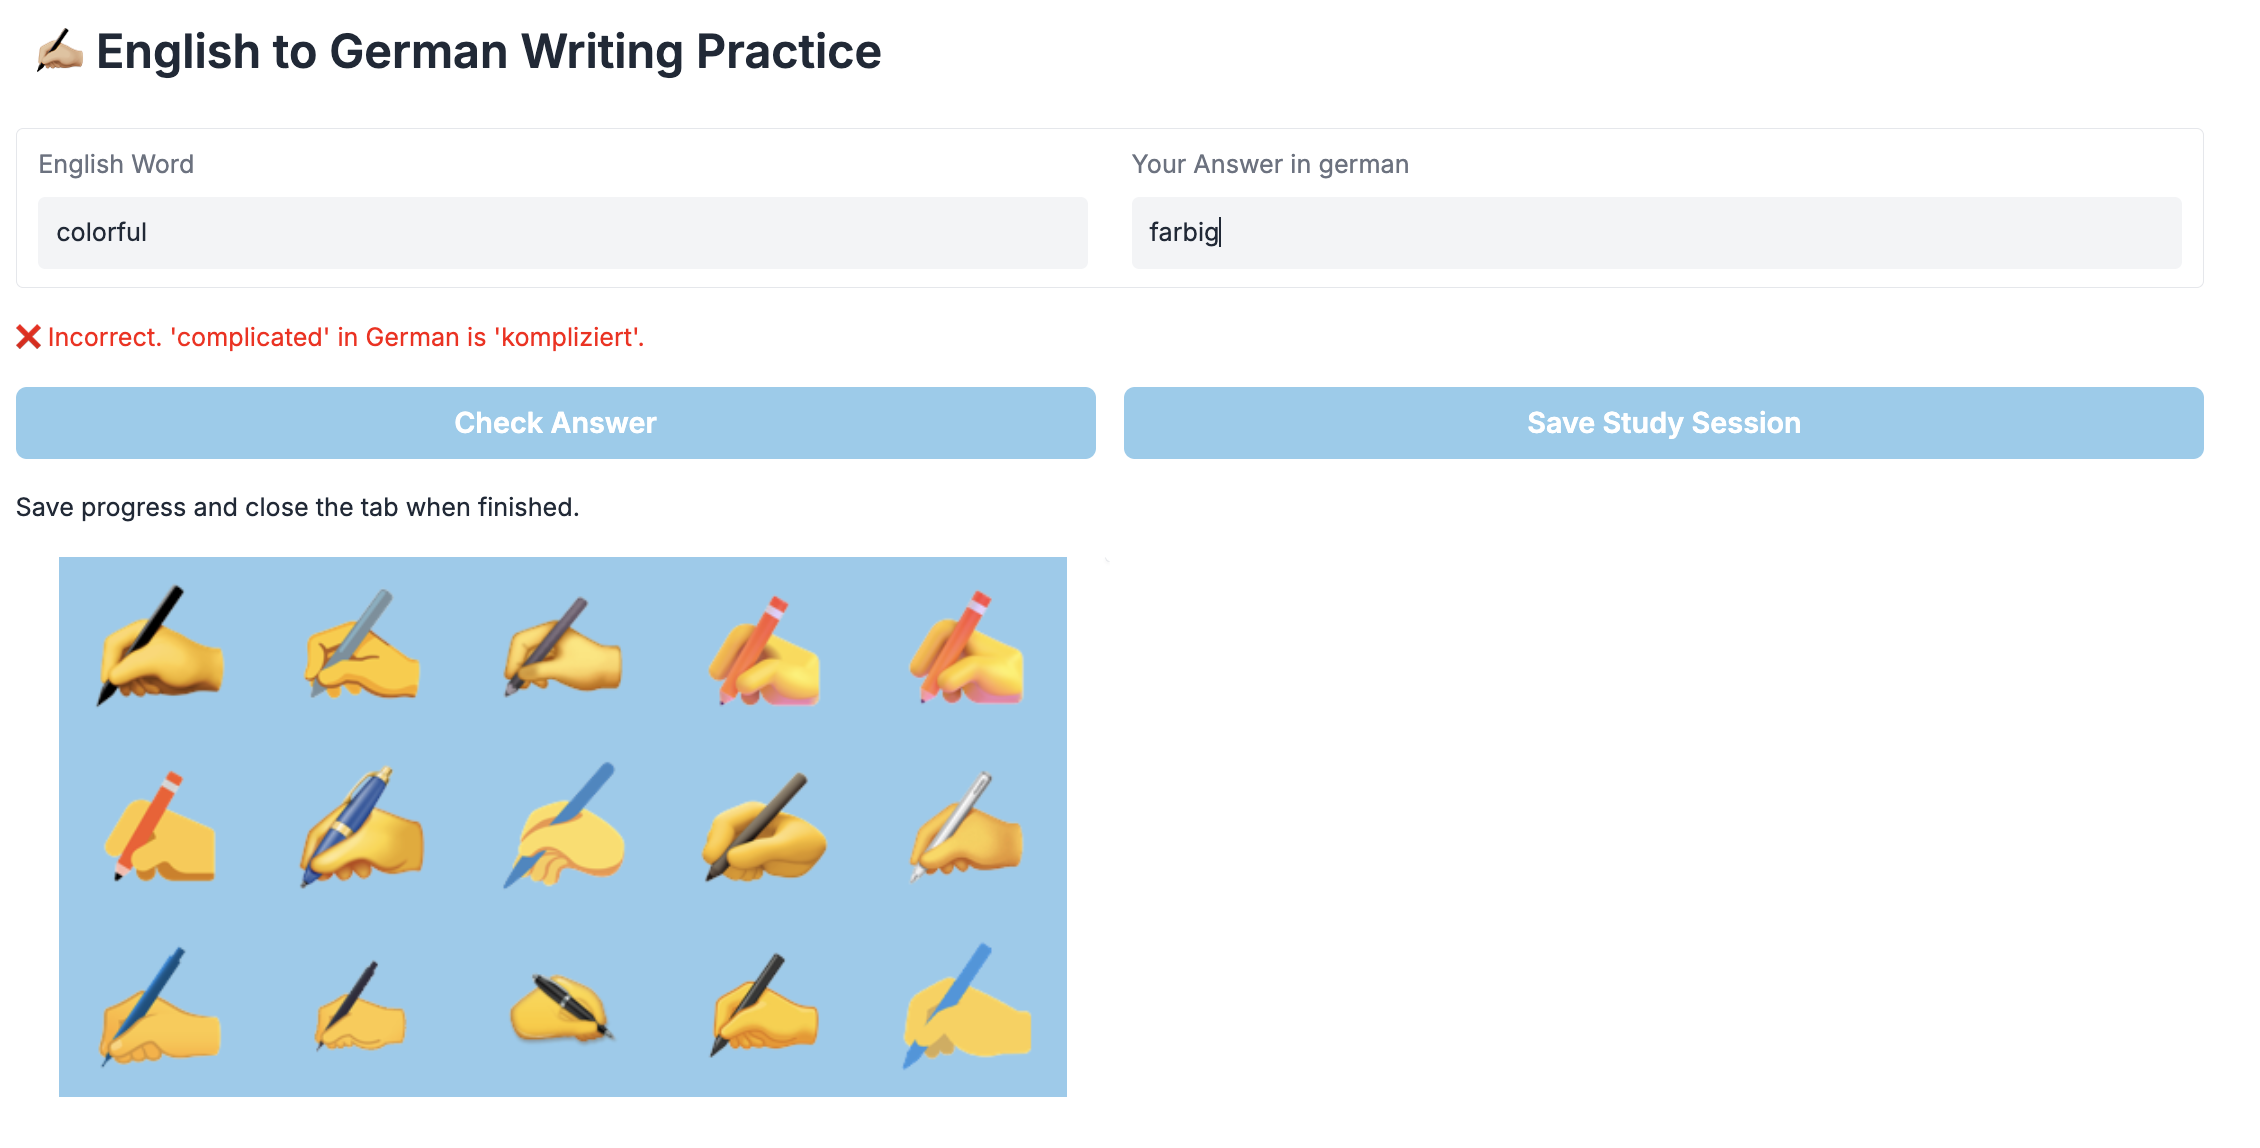 ✍🏼 English to German Writing Practice
English Word
Your Answer in german
colorful
farbig
❌ Incorrect. 'complicated' in German is 'kompliziert'.
Check Answer
Save Study Session
Save progress and close the tab when finished.